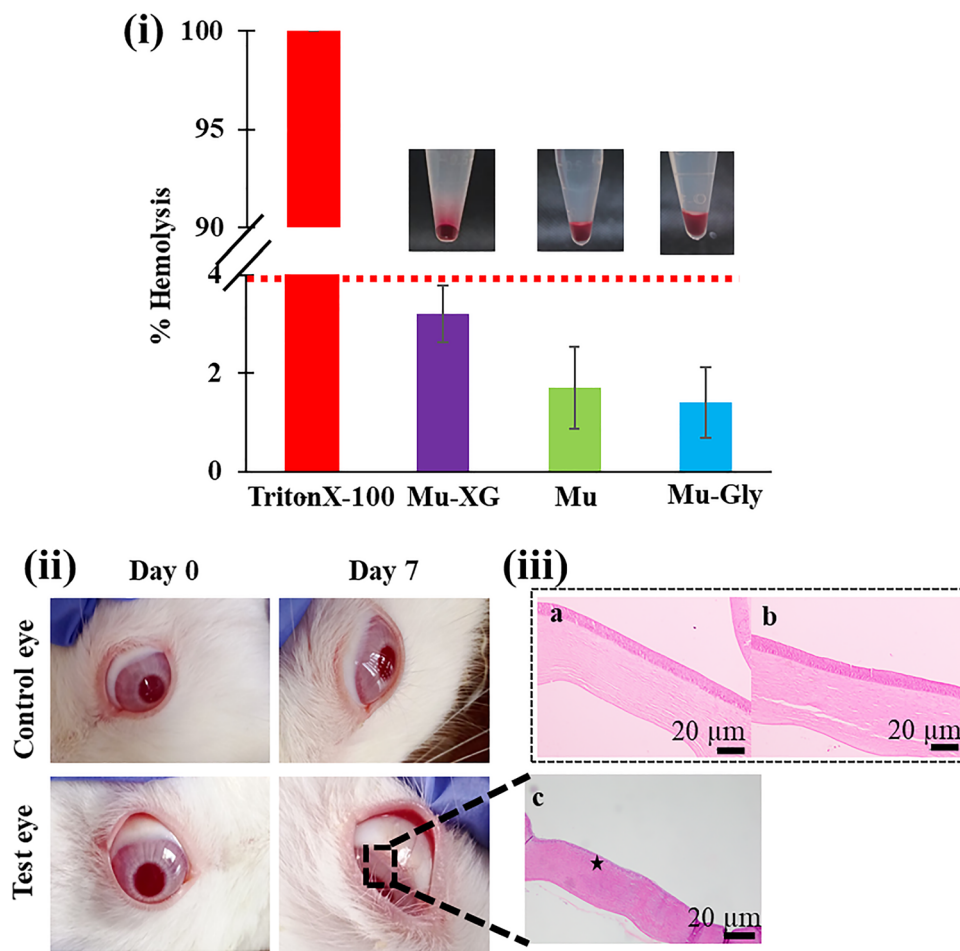 (i)
100
95
90
4
2
0
% Hemolysis
TritonX-100 Mu-XG Mu Mu-Gly
(ii)
Day 0 Day 7
(iii)
Control eye
Test eye
a
b
20 µm
20 µm
c
20 µm